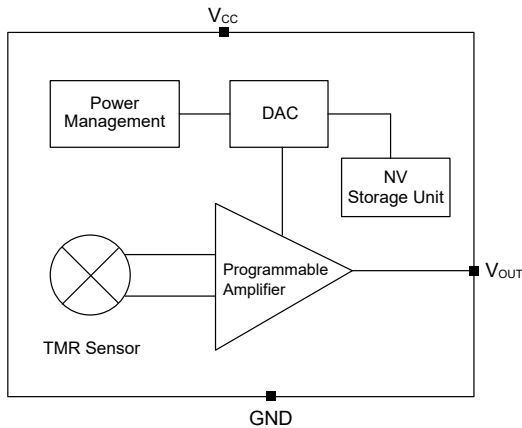 VCC
Power
Management
DAC
NV
Storage Unit
Programmable
Amplifier
VOUT
TMR Sensor
GND